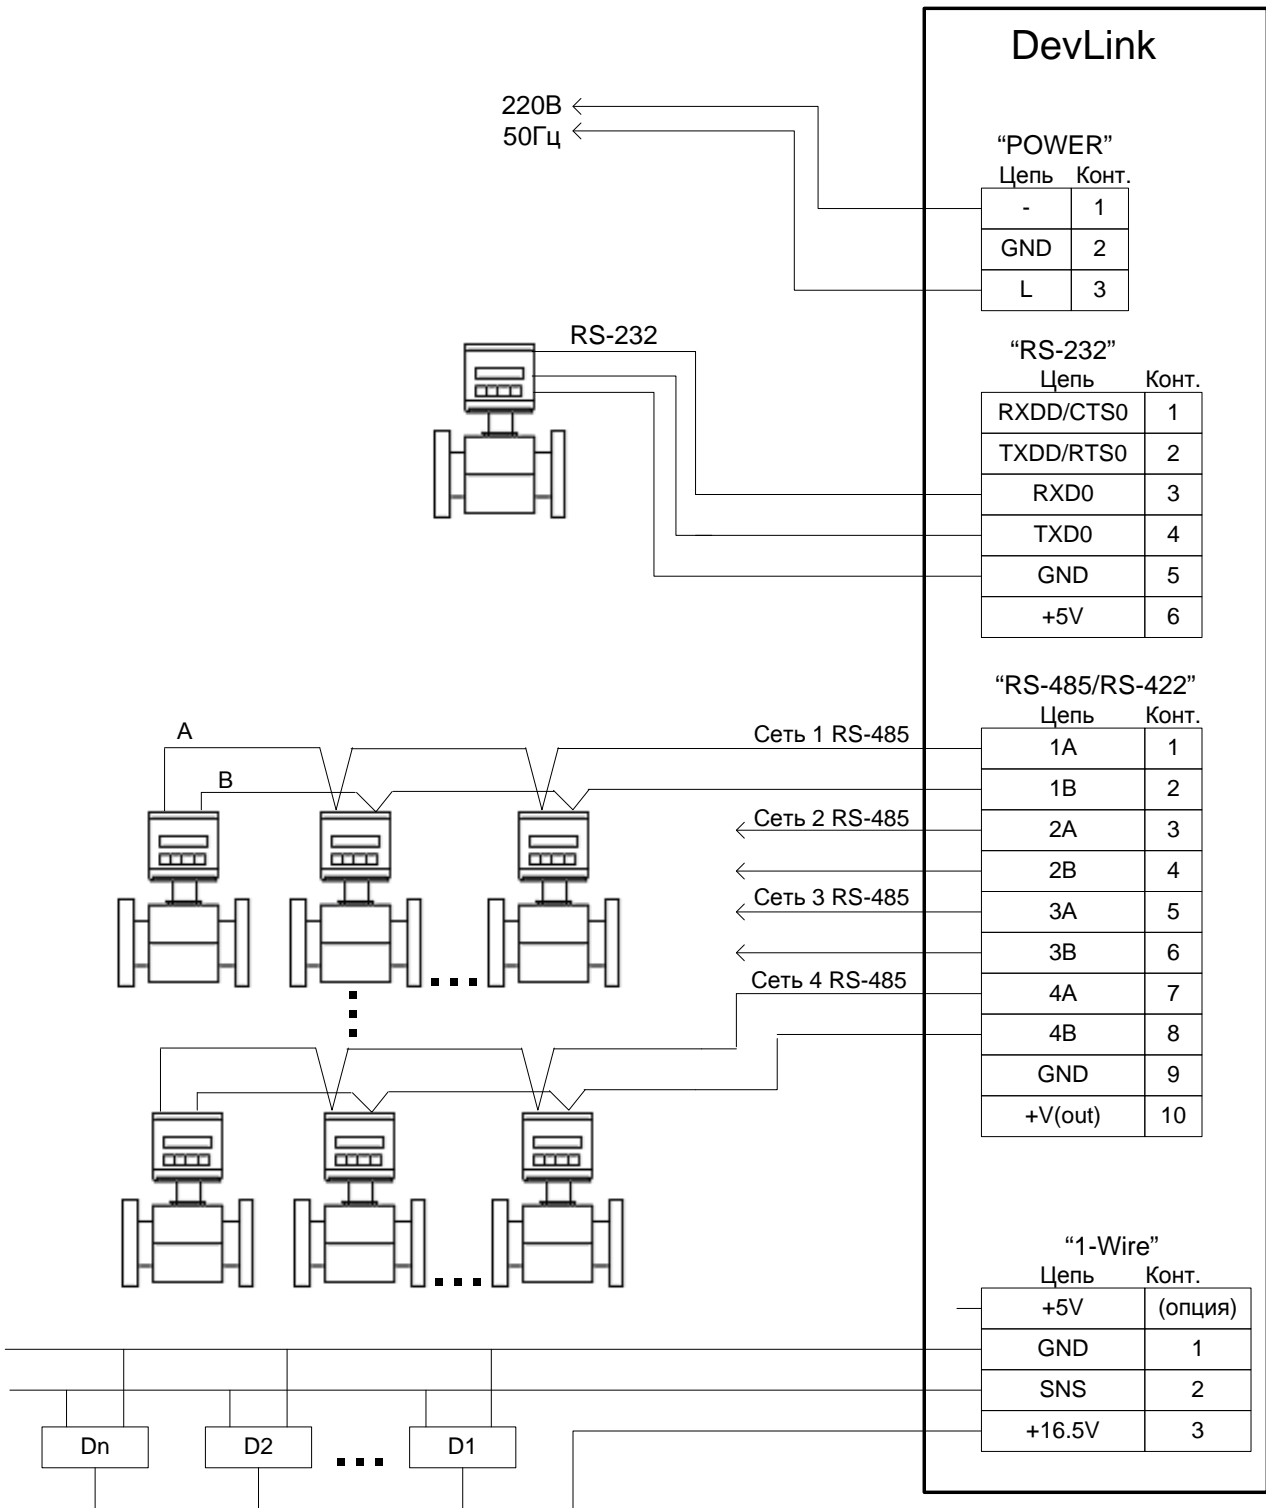 DevLink
220В
50Гц
“POWER”
Цепь Конт.
- 1
GND 2
L 3
RS-232
“RS-232”
Цепь Конт.
RXDD/CTS0 1
TXDD/RTS0 2
RXD0 3
TXD0 4
GND 5
+5V 6
“RS-485/RS-422”
Цепь Конт.
A
B
Сеть 1 RS-485
1A 1
1B 2
Сеть 2 RS-485
2A 3
2B 4
Сеть 3 RS-485
3A 5
3B 6
Сеть 4 RS-485
4A 7
4B 8
GND 9
+V(out) 10
“1-Wire”
Цепь Конт.
+5V (опция)
GND 1
SNS 2
+16.5V 3
Dn D2 D1